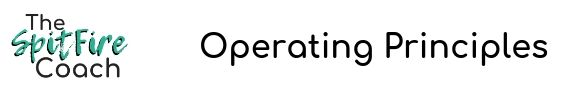 The
SpitFire
Coach
Operating Principles